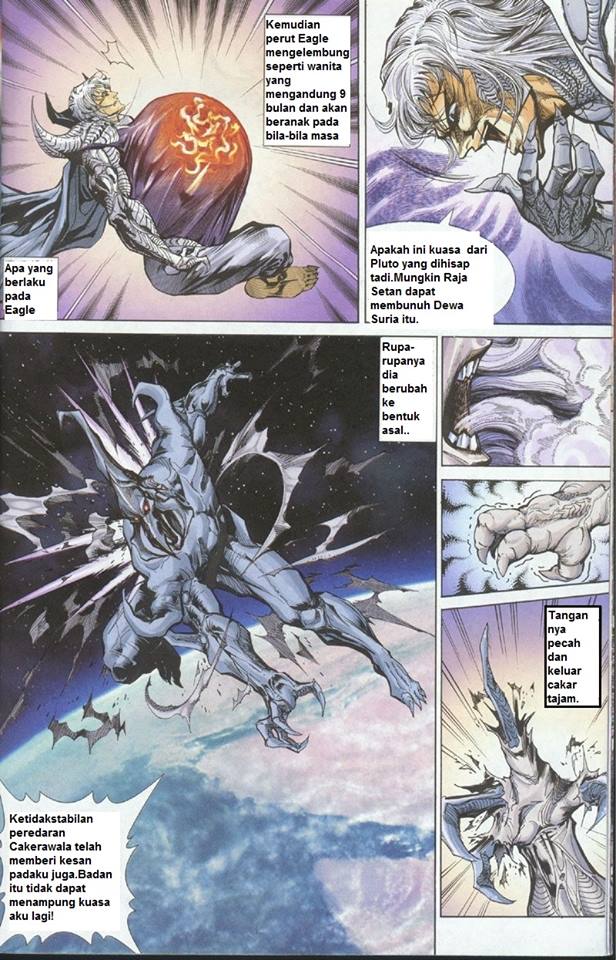 Kemudian
perut Eagle
mengelembung
seperti wanita
yang
mengandung 9
bulan dan akan
beranak pada
bila-bila masa
Apa yang
berlaku
pada
Eagle
Apakah ini kuasa dari
Pluto yang dihisap
tadi.Mungkin Raja
Setan dapat
membunuh Dewa
Suria itu.
Rupa-
rupanya
dia
berubah
ke
bentuk
asal..
Tangan
nya
pecah
dan
keluar
cakar
tajam.
Ketidakstabilan
peredaran
Cakerawala telah
memberi kesan
padaku juga.Badan
itu tidak dapat
menampung kuasa
aku lagi!